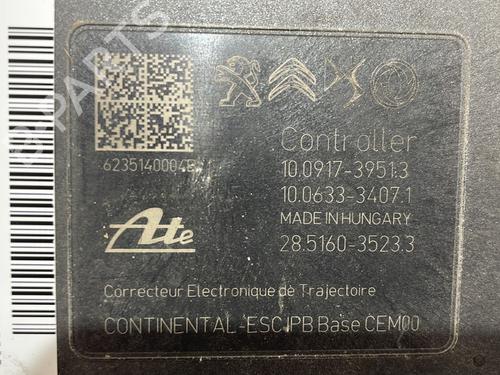 Controller
10.0917-3951.3
10.0633-3407.1
MADE IN HUNGARY
28.5160-3523.3
Ate
Correcteur Electronique de Trajectoire
CONTINENTAL-ESC IPB Base CEM00